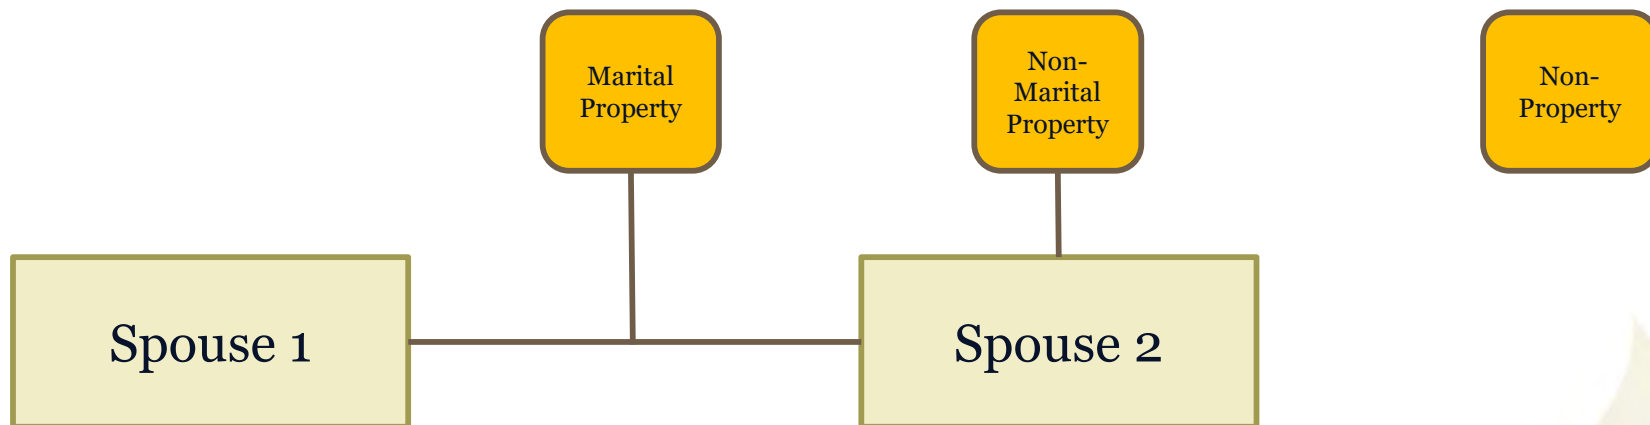 Marital
Property
Non-
Marital
Property
Non-
Property
Spouse 1
Spouse 2